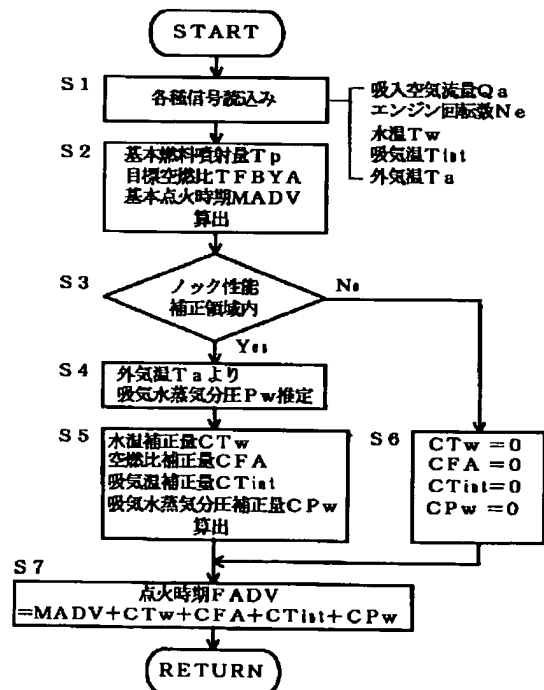 START
S1
各種信号読込み
吸入空気流量Qa
エンジン回転数Ne
水温Tw
吸気温Tint
外気温Ta
S2
基本燃料噴射量Tp
目標空燃比TFBYA
基本点火時期MADV
算出
S3
ノック性能
補正領域内
No
Yes
S4
外気温Taより
吸気水蒸気分圧Pw推定
S5
水温補正量CTw
空燃比補正量CFA
吸気温補正量CTint
吸気水蒸気分圧補正量CPw
算出
S6
CTw=0
CFA=0
CTint=0
CPw=0
S7
点火時期FADV
=MADV+CTw+CFA+CTint+CPw
RETURN